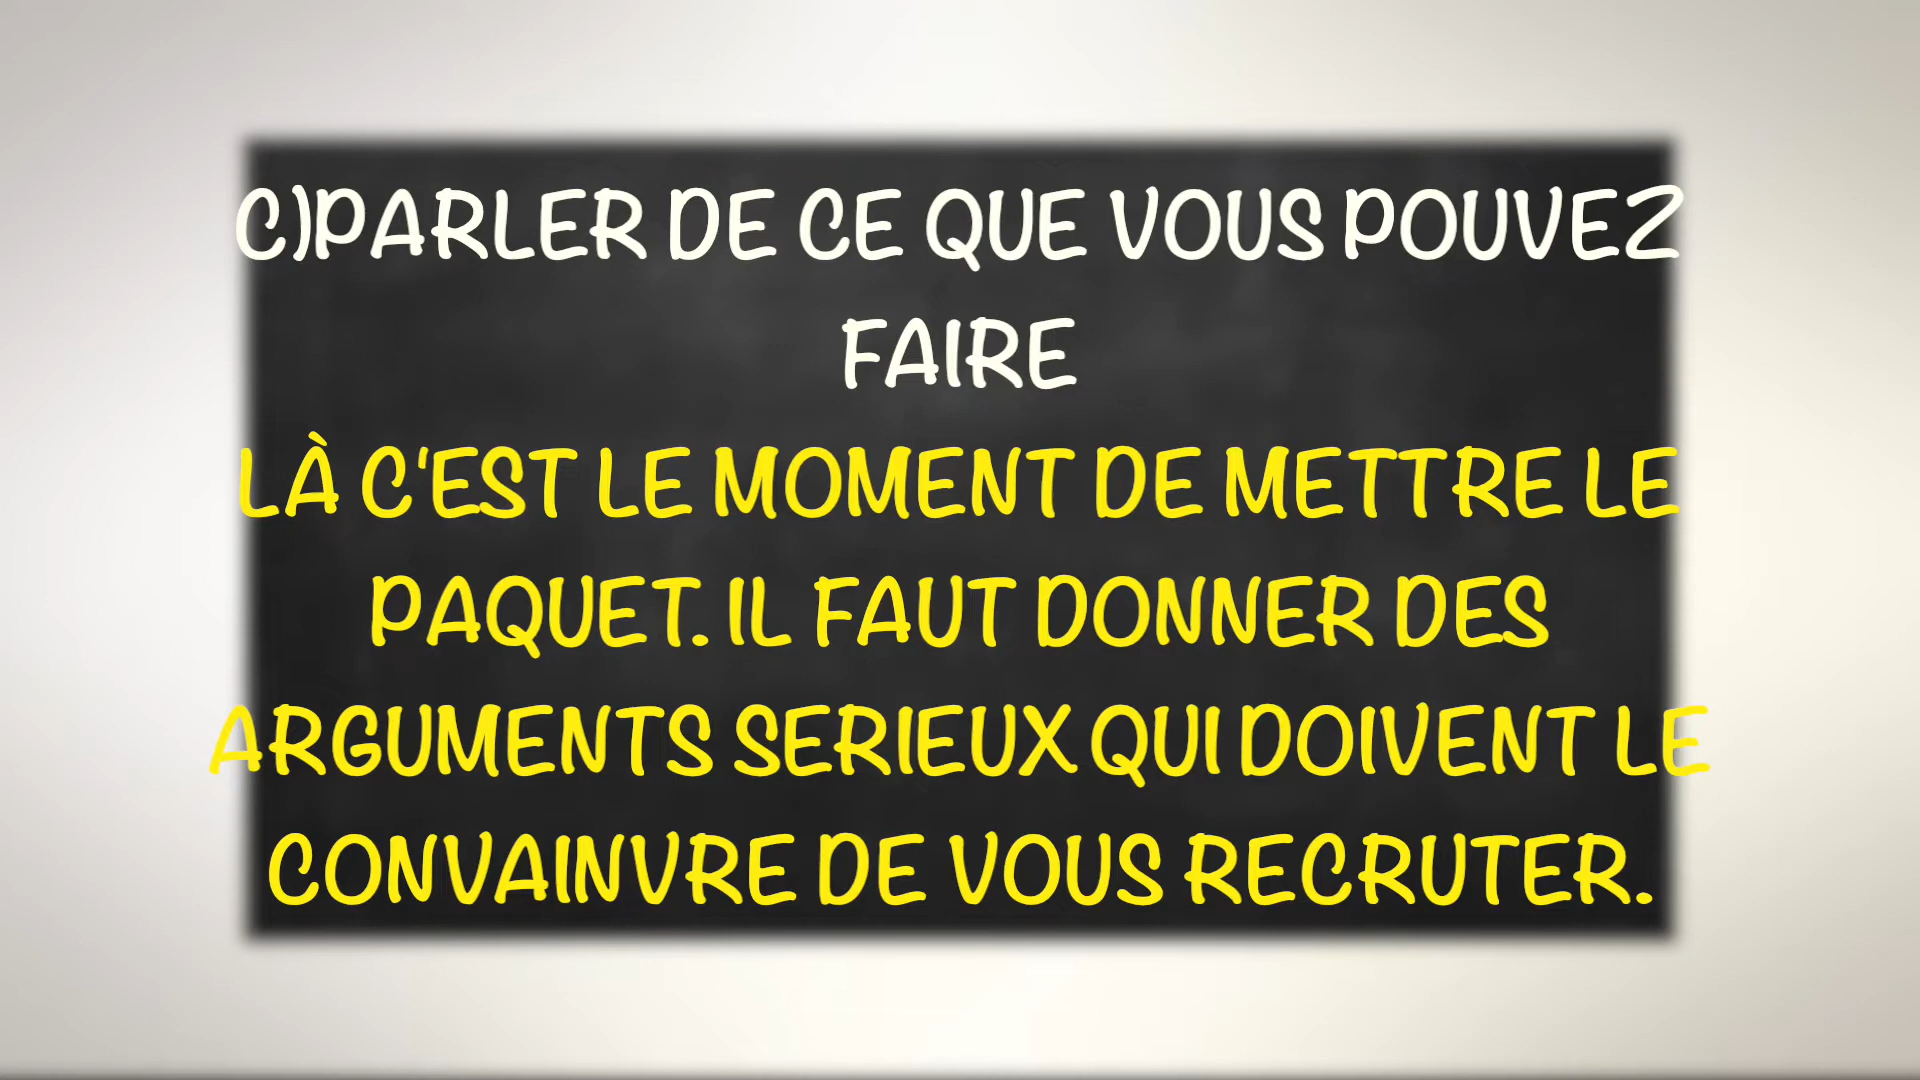 C)PARLER DE CE QUE VOUS POUVEZ
FAIRE
LÀ C'EST LE MOMENT DE METTRE LE
PAQUET. IL FAUT DONNER DES
ARGUMENTS SERIEUX QUI DOIVENT LE
CONVAINVRE DE VOUS RECRUTER.